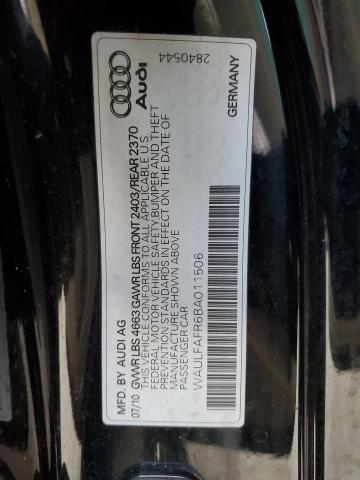 Audi
2840544
GERMANY
MFD. BY AUDI AG
07/10 GVWR LBS 4663 GAWR LBS FRONT 2403/REAR 2370
THIS VEHICLE CONFORMS TO ALL APPLICABLE U.S.
FEDERAL MOTOR VEHICLE SAFETY BUMPER AND THEFT
PREVENTION STANDARDS IN EFFECT ON THE DATE OF
MANUFACTURE SHOWN ABOVE
PASSENGER CAR
WAULFAFR6BA011506